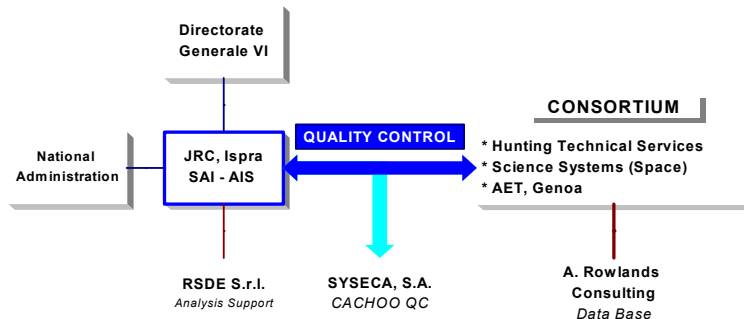 Directorate
Generale VI
CONSORTIUM
QUALITY CONTROL
* Hunting Technical Services
* Science Systems (Space)
* AET, Genoa
National
Administration
JRC, Ispra
SAI - AIS
RSDE S.r.l.
Analysis Support
SYSECA, S.A.
CACHOO QC
A. Rowlands
Consulting
Data Base